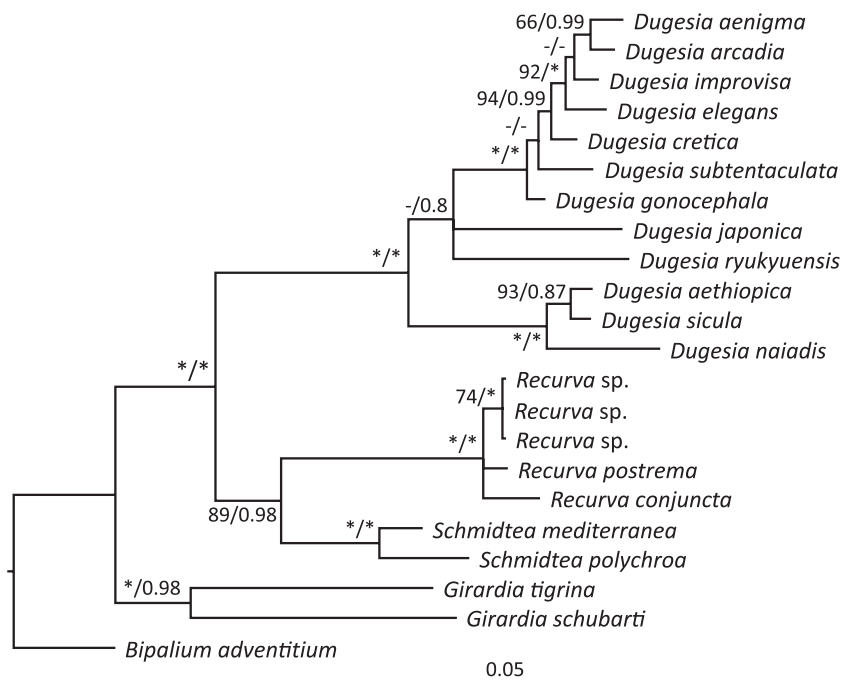 66/0.99 Dugesia aenigma
-/- Dugesia arcadia
92/* Dugesia improvisa
94/0.99 Dugesia elegans
-/- Dugesia cretica
*/* Dugesia subtentaculata
Dugesia gonocephala
-/0.8 Dugesia japonica
*/* Dugesia ryukyuensis
93/0.87 Dugesia aethiopica
Dugesia sicula
*/* Dugesia naiadis
*/* Recurva sp.
74/* Recurva sp.
*/* Recurva sp.
Recurva postrema
Recurva conjuncta
89/0.98 */* Schmidtea mediterranea
Schmidtea polychroa
*/0.98 Girardia tigrina
Girardia schubarti
Bipalium adventitium
0.05